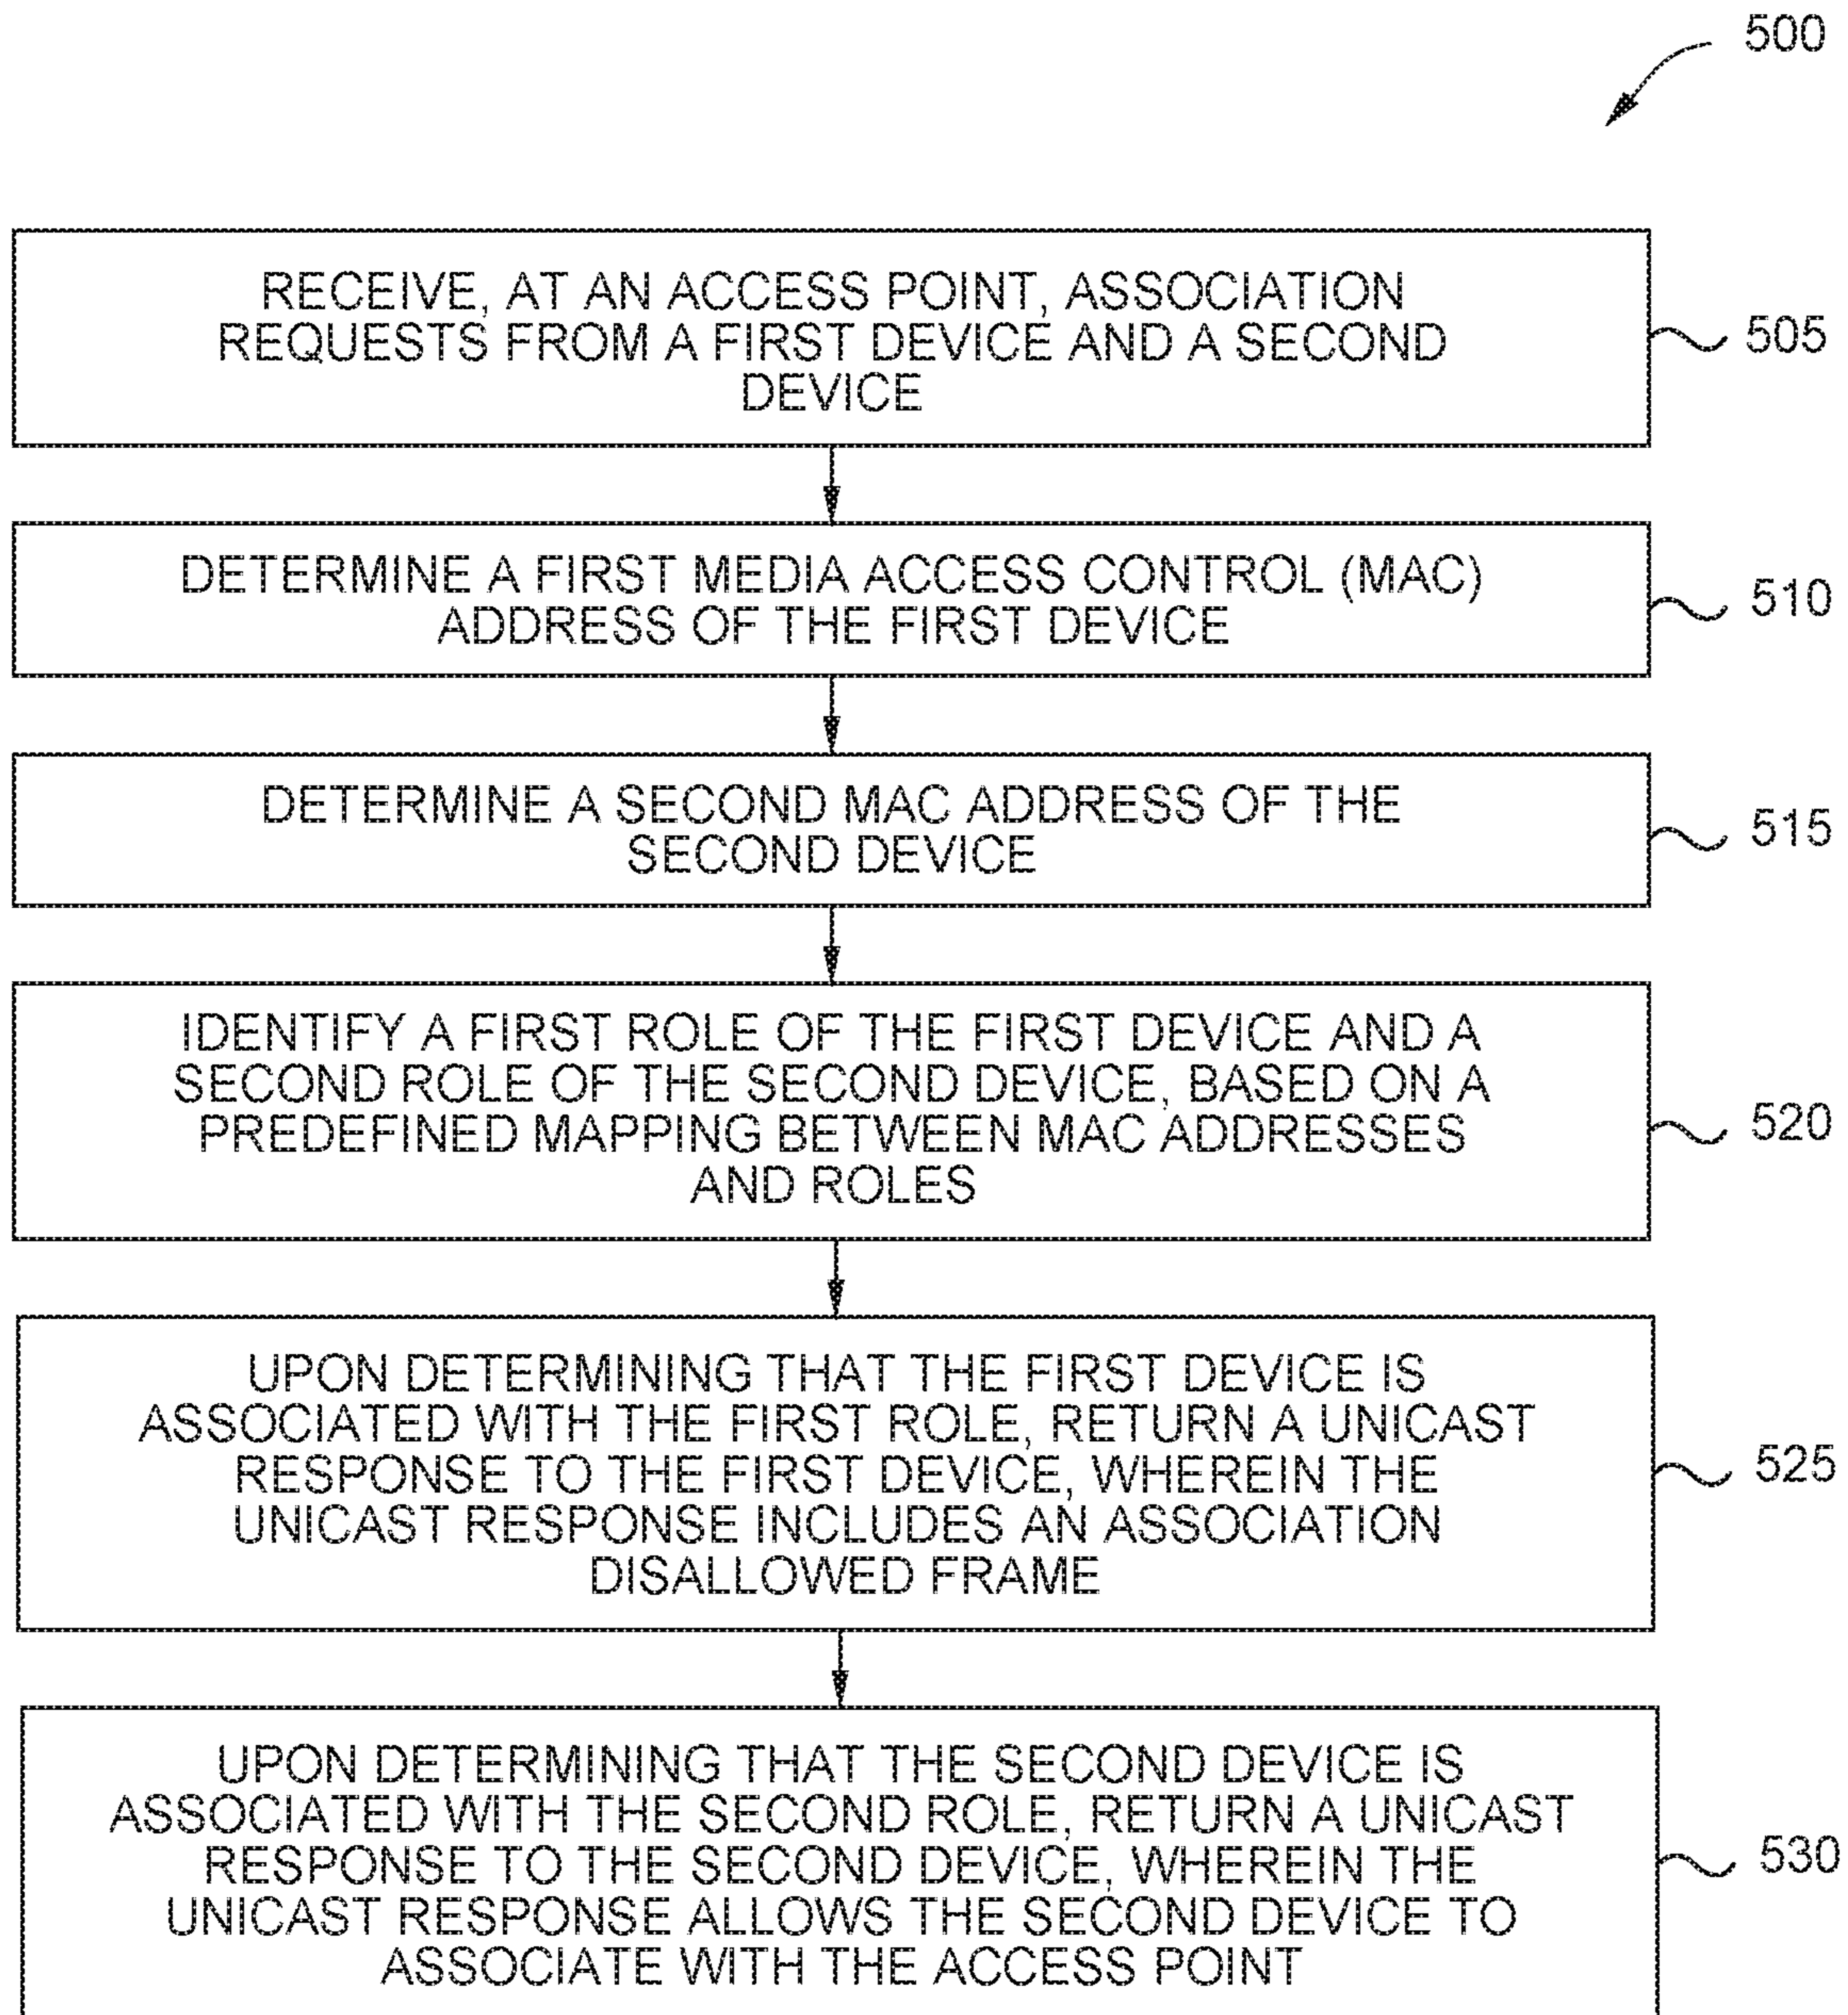 500
RECEIVE, AT AN ACCESS POINT, ASSOCIATION
REQUESTS FROM A FIRST DEVICE AND A SECOND
DEVICE
505
DETERMINE A FIRST MEDIA ACCESS CONTROL (MAC)
ADDRESS OF THE FIRST DEVICE
510
DETERMINE A SECOND MAC ADDRESS OF THE
SECOND DEVICE
515
IDENTIFY A FIRST ROLE OF THE FIRST DEVICE AND A
SECOND ROLE OF THE SECOND DEVICE, BASED ON A
PREDEFINED MAPPING BETWEEN MAC ADDRESSES
AND ROLES
520
UPON DETERMINING THAT THE FIRST DEVICE IS
ASSOCIATED WITH THE FIRST ROLE, RETURN A UNICAST
RESPONSE TO THE FIRST DEVICE, WHEREIN THE
UNICAST RESPONSE INCLUDES AN ASSOCIATION
DISALLOWED FRAME
525
UPON DETERMINING THAT THE SECOND DEVICE IS
ASSOCIATED WITH THE SECOND ROLE, RETURN A UNICAST
RESPONSE TO THE SECOND DEVICE, WHEREIN THE
UNICAST RESPONSE ALLOWS THE SECOND DEVICE TO
ASSOCIATE WITH THE ACCESS POINT
530